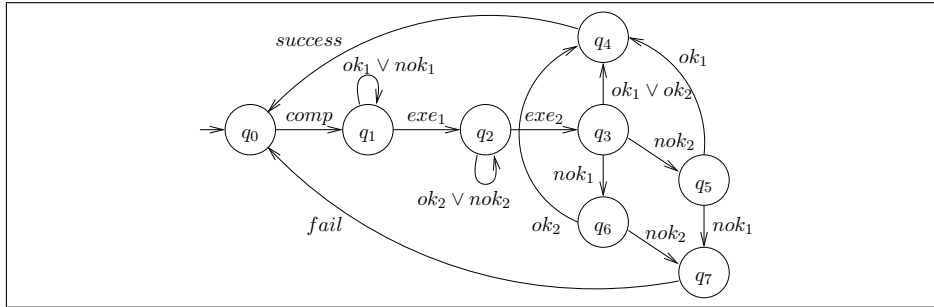 success
q₄
ok₁ ∨ nok₁
ok₁
ok₁ ∨ ok₂
q₀
comp
q₁
exe₁
q₂
exe₂
q₃
nok₂
nok₁
q₅
ok₂ ∨ nok₂
fail
ok₂
q₆
nok₂
nok₁
q₇